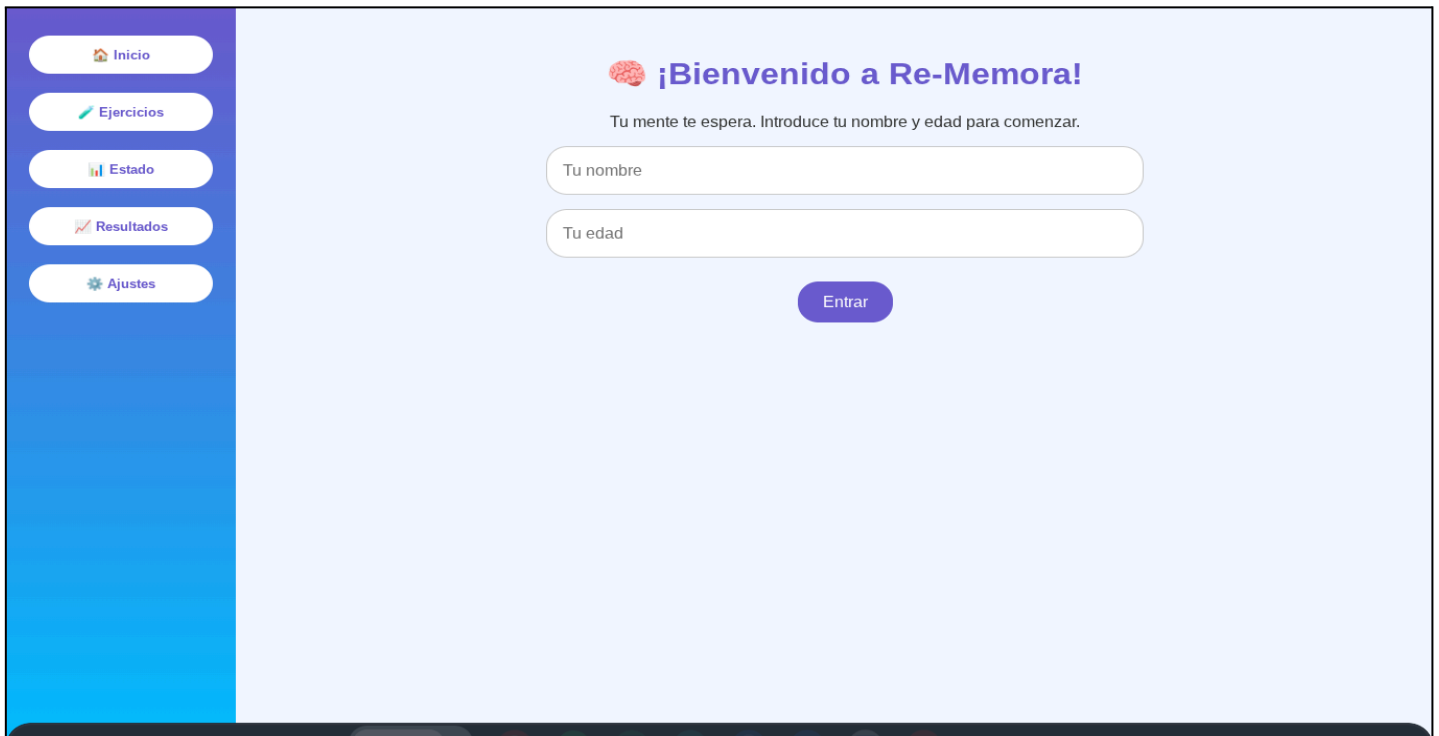 🏠 Inicio
🧪 Ejercicios
📊 Estado
📈 Resultados
⚙️ Ajustes
🧠 ¡Bienvenido a Re-Memora!
Tu mente te espera. Introduce tu nombre y edad para comenzar.
Tu nombre
Tu edad
Entrar